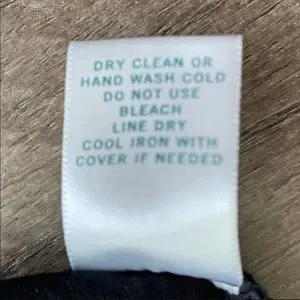 DRY CLEAN OR
HAND WASH COLD
DO NOT USE
BLEACH
LINE DRY
COOL IRON WITH
COVER IF NEEDED